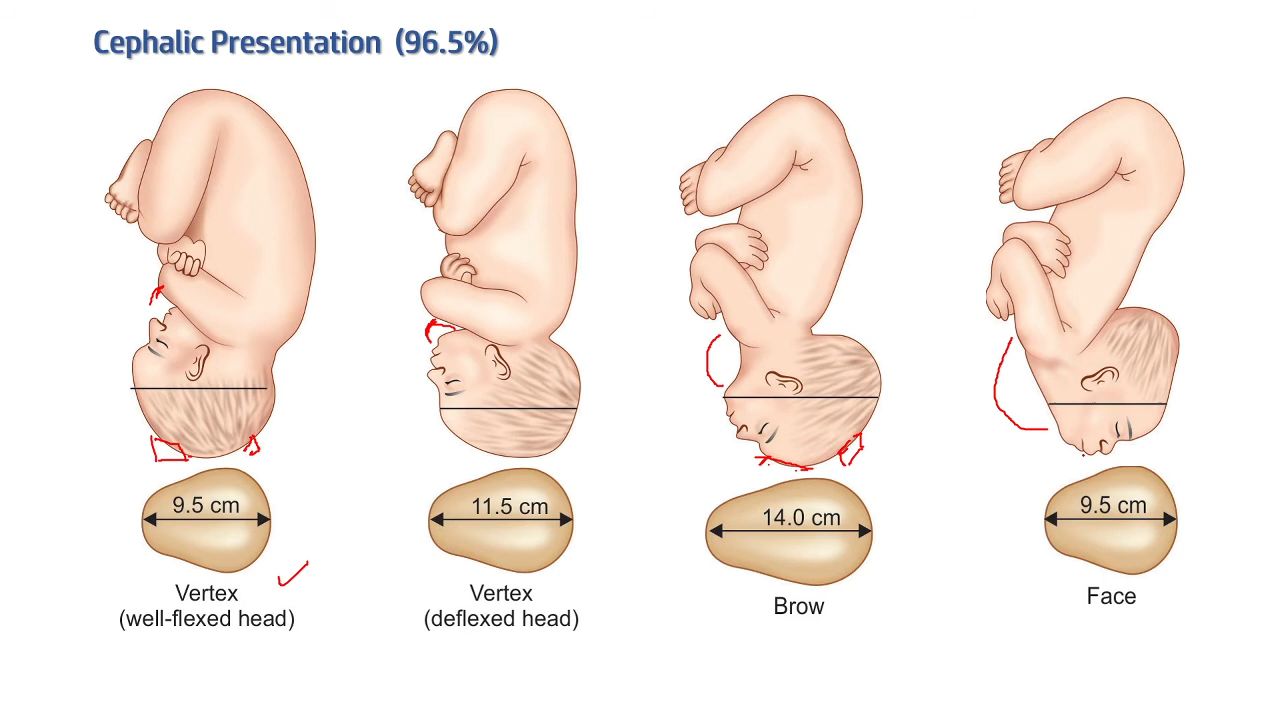 Cephalic Presentation (96.5%)
9.5 cm
11.5 cm
14.0 cm
9.5 cm
Vertex
(well-flexed head)
Vertex
(deflexed head)
Brow
Face